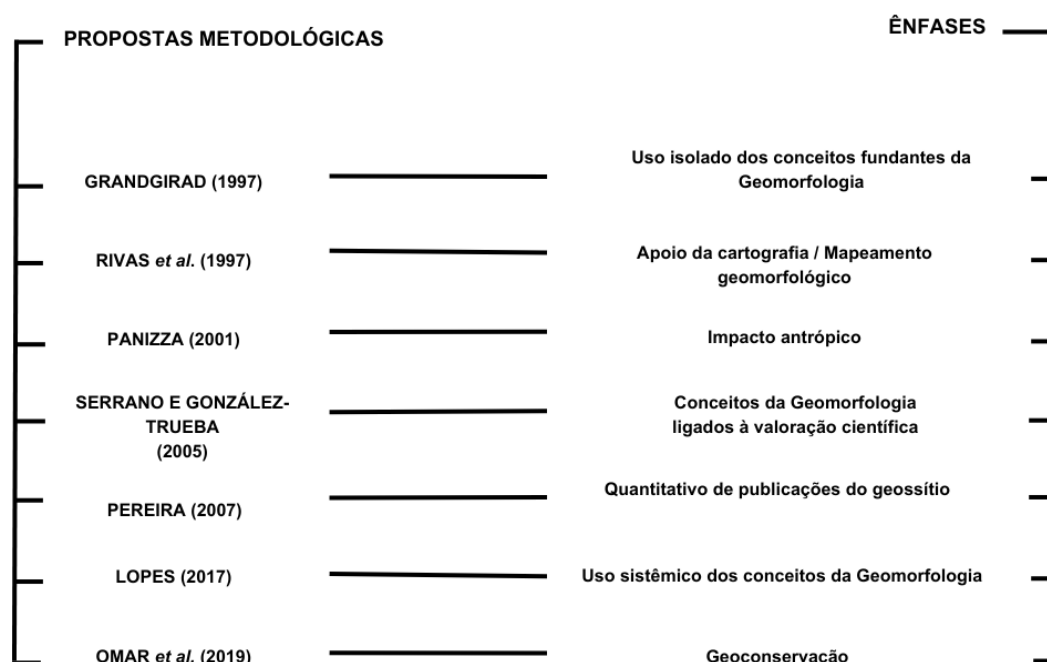 PROPOSTAS METODOLÓGICAS
ÊNFASES
GRANDGIRAD (1997)
Uso isolado dos conceitos fundantes da
Geomorfologia
RIVAS et al. (1997)
Apoio da cartografia / Mapeamento
geomorfológico
PANIZZA (2001)
Impacto antrópico
SERRANO E GONZÁLEZ-
TRUEBA
(2005)
Conceitos da Geomorfologia
ligados à valoração científica
PEREIRA (2007)
Quantitativo de publicações do geossítio
LOPES (2017)
Uso sistêmico dos conceitos da Geomorfologia
OMAR et al. (2019)
Geoconservação